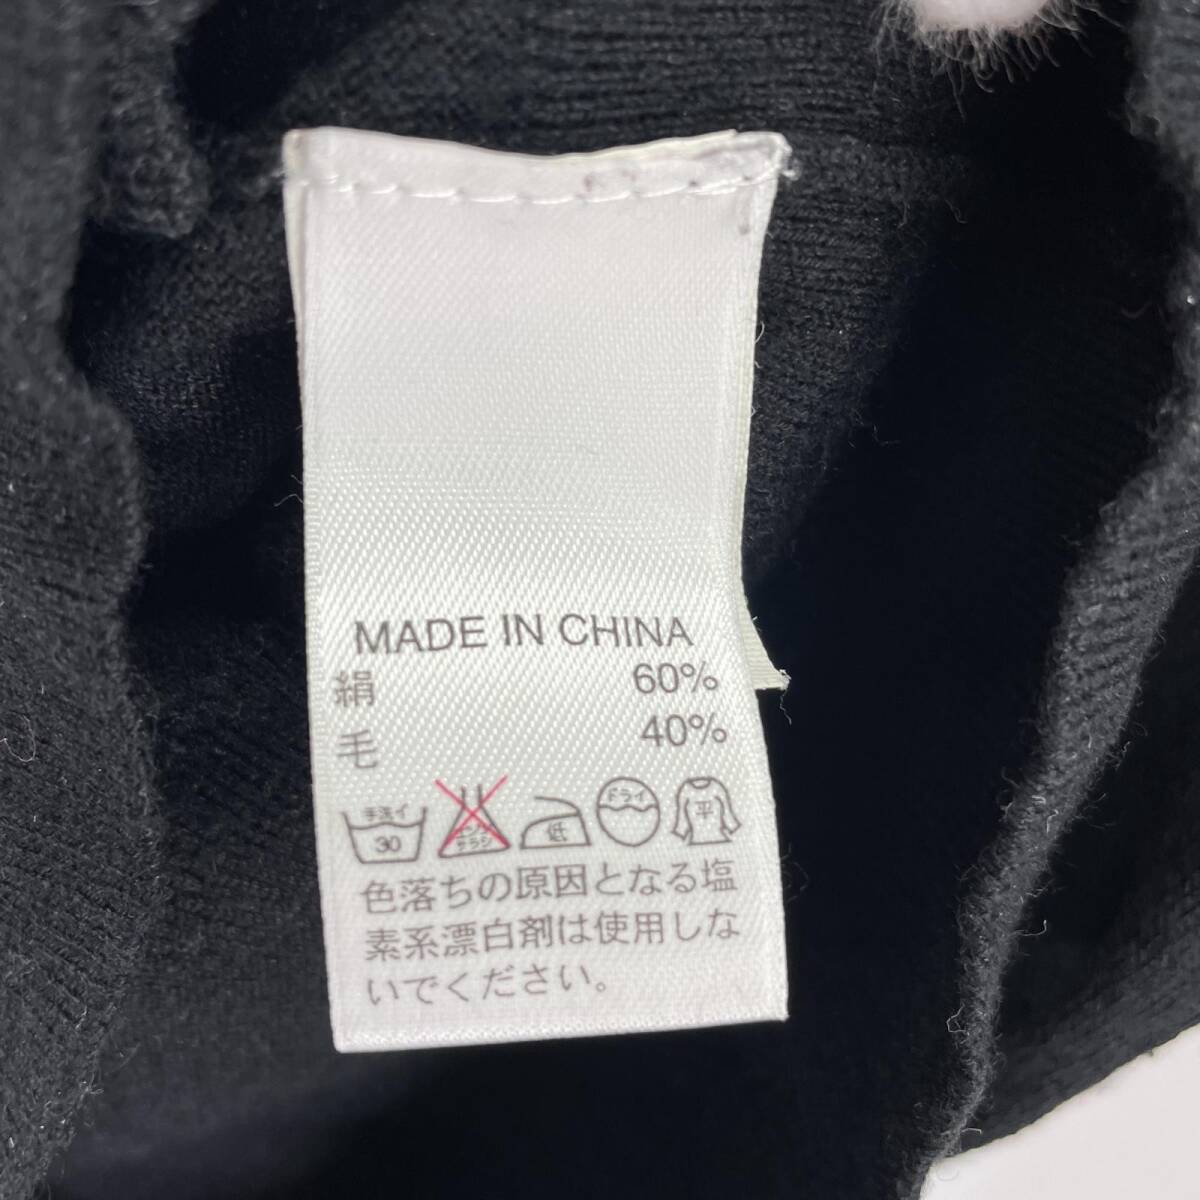 MADE IN CHINA
絹 60%
毛 40%
手洗イ 30 エンソ サラシ 低 ドライ 平
色落ちの原因となる塩
素系漂白剤は使用しな
いでください。